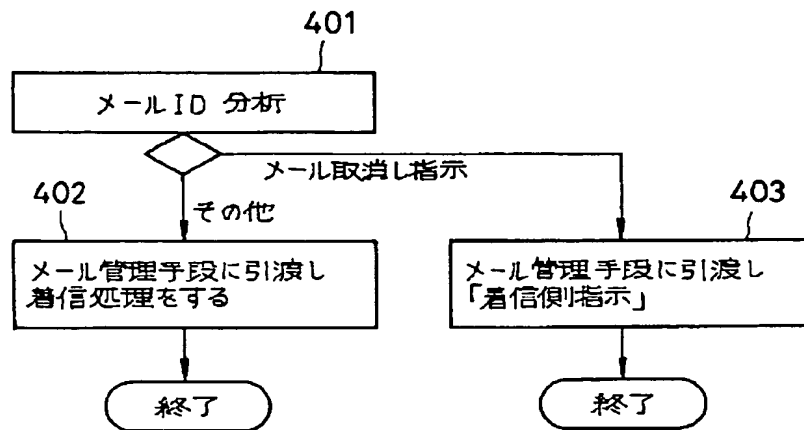 401
メールID 分析
メール取消し指示
402
その他
403
メール管理手段に引渡し
着信処理をする
メール管理手段に引渡し
「着信側指示」
終了
終了